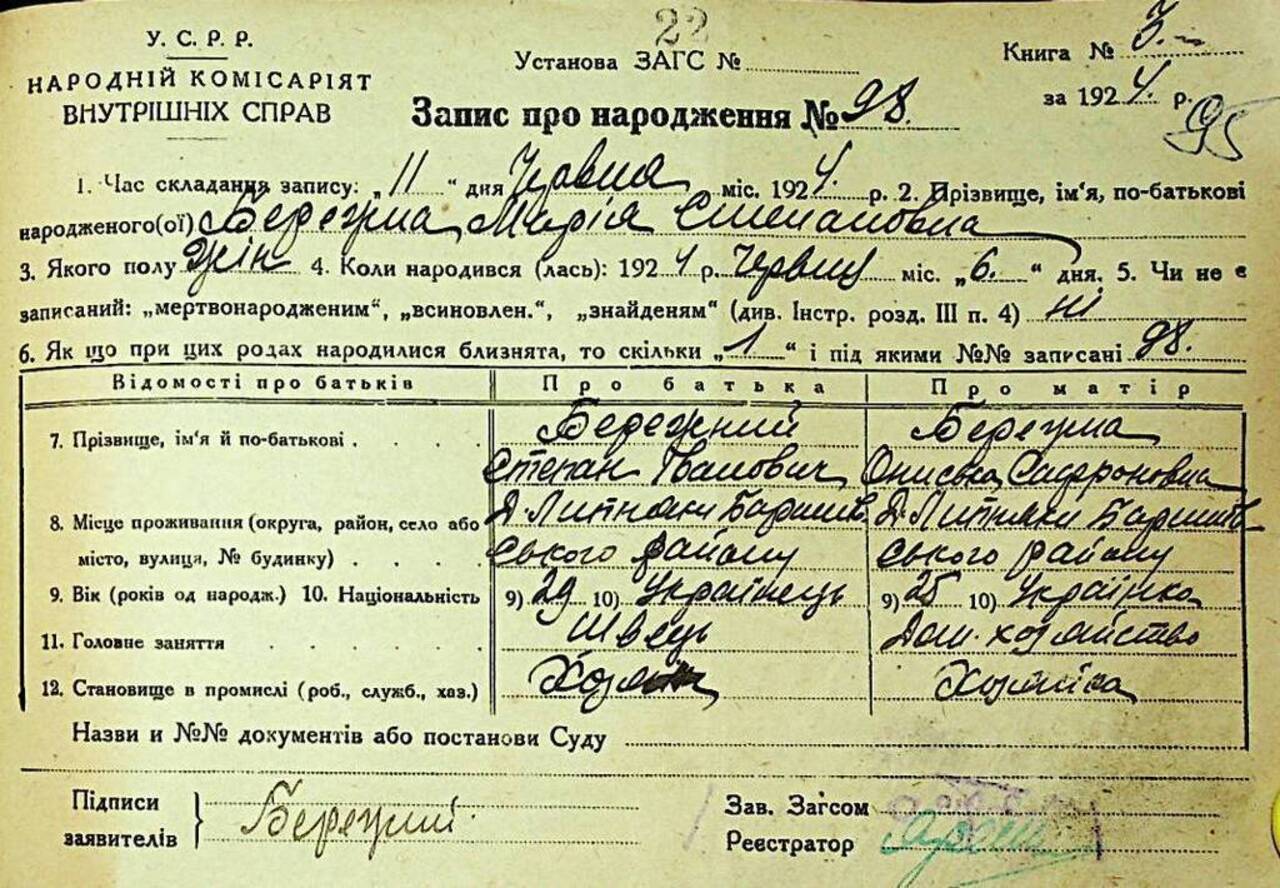 22
У. С. Р. Р.
НАРОДНІЙ КОМІСАРІЯТ
ВНУТРІШНІХ СПРАВ
Установа ЗАГС №
Книга № 3
за 1924 р.
95
Запис про народження № 98.
1. Час складання запису: „11“ дня Червня міс. 1924 р. 2. Прізвище, ім'я, по-батькові
народженого(ої) Бережна Марія Степановна
3. Якого полу жін 4. Коли народився (лась): 1924 р. Червня міс. „6.“ дня. 5. Чи не є
записаний: „мертвонародженим“, „всиновлен.“, „знайденям“ (див. Інстр. розд. III п. 4) ні
6. Як що при цих родах народилися близнята, то скільки „1“ і під якими №№ записані 98.
Відомості про батьків Про батька Про матір
7. Прізвище, ім'я й по-батькові Бережний Бережна
Степан Іванович Ониська Сафроновна
8. Місце проживання (округа, район, село або Д. Липняки Баришев Д. Липняки Баришев
місто, вулиця, № будинку) ського району ського району
9. Вік (років од народж.) 10. Національність 9) 29 10) Українець 9) 25 10) Українка
11. Головне заняття Швець Дом. хозяйство
12. Становище в промислі (роб., служб., хаз.) Хозяїн Хозяйка
Назви и №№ документів або постанови Суду
Підписи
заявителів
Бережний
Зав. Загсом
Реєстратор